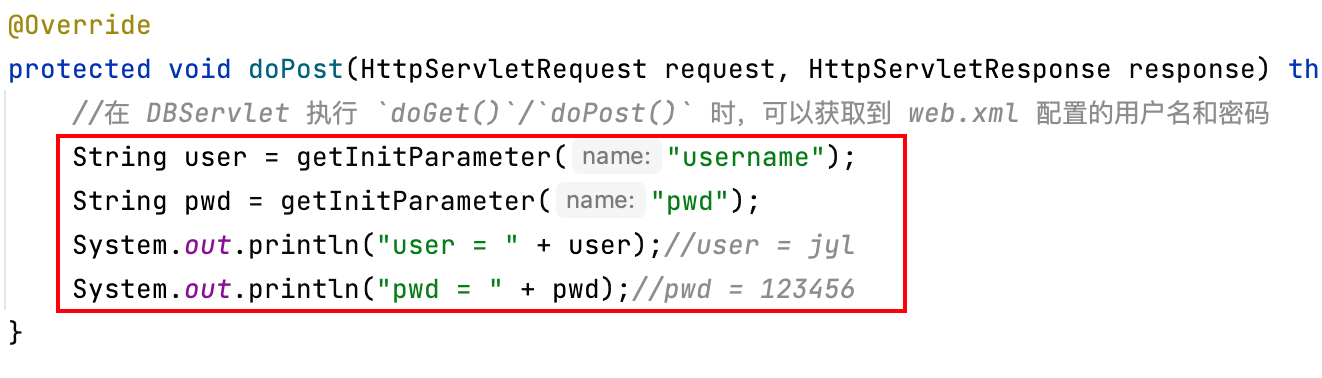 @Override
protected void doPost(HttpServletRequest request, HttpServletResponse response) th
//在 DBServlet 执行 `doGet()`/`doPost()` 时，可以获取到 web.xml 配置的用户名和密码
String user = getInitParameter( name: "username");
String pwd = getInitParameter( name: "pwd");
System.out.println("user = " + user);//user = jyl
System.out.println("pwd = " + pwd);//pwd = 123456
}